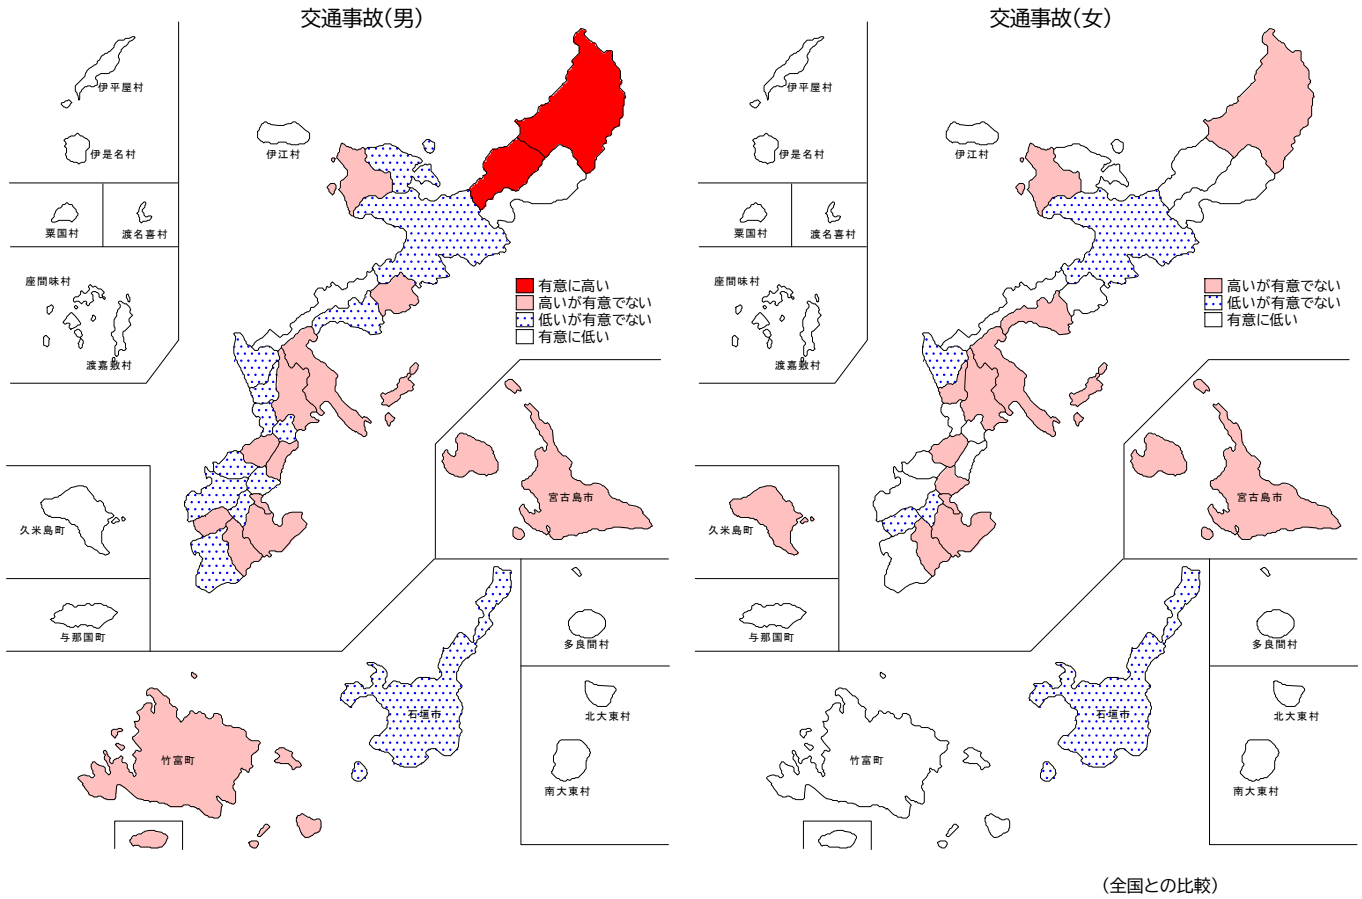 交通事故(男)
伊平屋村
伊是名村
伊江村
粟国村
渡名喜村
座間味村
渡嘉敷村
有意に高い
高いが有意でない
低いが有意でない
有意に低い
久米島町
宮古島市
与那国町
多良間村
石垣市
北大東村
竹富町
南大東村
交通事故(女)
伊平屋村
伊是名村
伊江村
粟国村
渡名喜村
座間味村
渡嘉敷村
高いが有意でない
低いが有意でない
有意に低い
久米島町
宮古島市
与那国町
多良間村
石垣市
北大東村
竹富町
南大東村
(全国との比較)